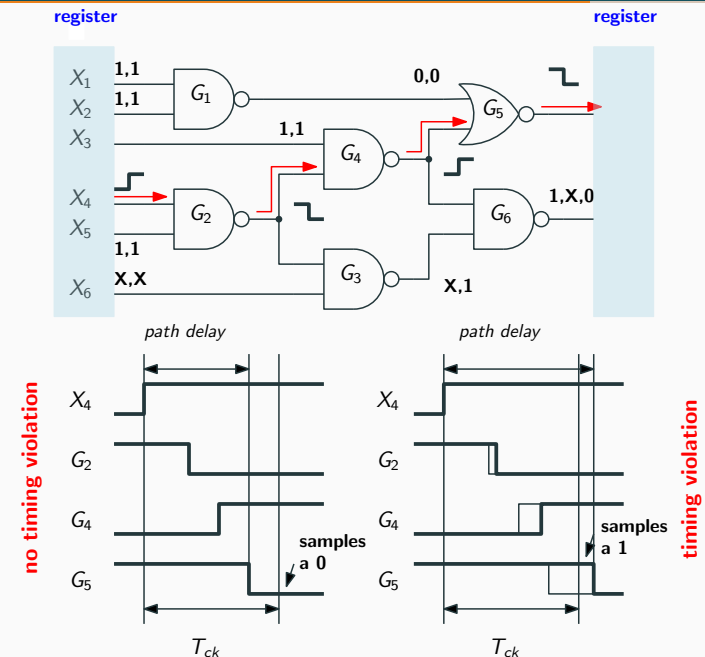 register register
X1 1,1 G1 0,0 G5
X2 1,1
X3 1,1 G4
X4 G2 G6 1,X,0
X5 1,1
X6 X,X G3 X,1
path delay path delay
no timing violation
X4 X4
G2 G2
G4 G4
samples
a 0
samples
a 1
G5 G5
Tck Tck
timing violation